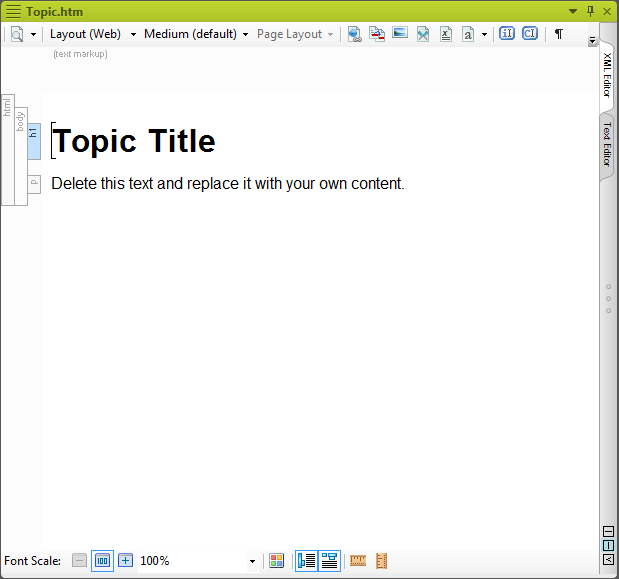 Topic.htm
Layout (Web) Medium (default) Page Layout ¶
(text markup)
XML Editor
Text Editor
html
body
h1
Topic Title
p
Delete this text and replace it with your own content.
Font Scale: 100 100%